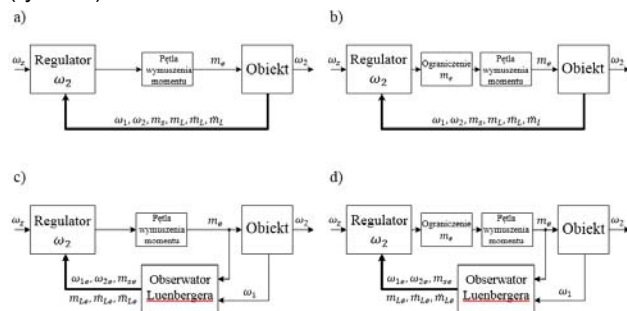 a)
b)
ω_z
Regulator
ω_2
Pętla
wymuszenia
momentu
m_e
Obiekt
ω_2
ω_1, ω_2, m_s, m_L, ṁ_L, m̈_L
ω_z
Regulator
ω_2
Ograniczenie
m_e
Pętla
wymuszenia
momentu
m_e
Obiekt
ω_2
ω_1, ω_2, m_s, m_L, ṁ_L, m̈_L
c)
d)
ω_z
Regulator
ω_2
Pętla
wymuszenia
momentu
m_e
Obiekt
ω_2
ω_1e, ω_2e, m_se
m_Le, ṁ_Le, m̈_Le
Obserwator
Luenbergera
ω_1
ω_z
Regulator
ω_2
Ograniczenie
m_e
Pętla
wymuszenia
momentu
m_e
Obiekt
ω_2
ω_1e, ω_2e, m_se
m_Le, ṁ_Le, m̈_Le
Obserwator
Luenbergera
ω_1